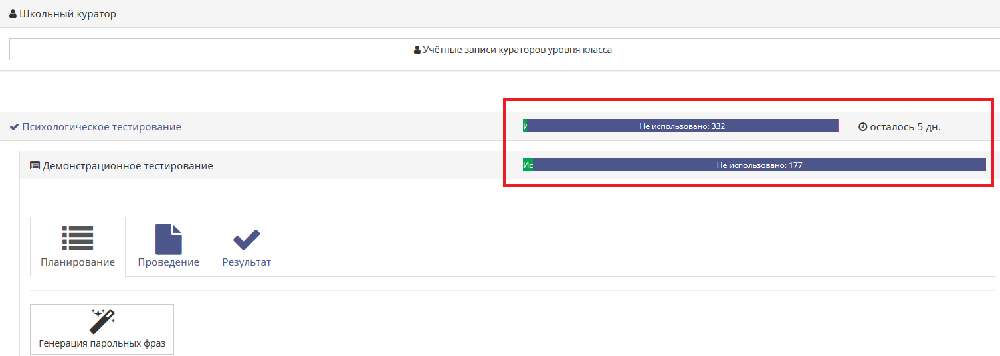 Школьный куратор
Учётные записи кураторов уровня класса
Психологическое тестирование
Не использовано: 332
осталось 5 дн.
Демонстрационное тестирование
Ис
Не использовано: 177
Планирование
Проведение
Результат
Генерация парольных фраз